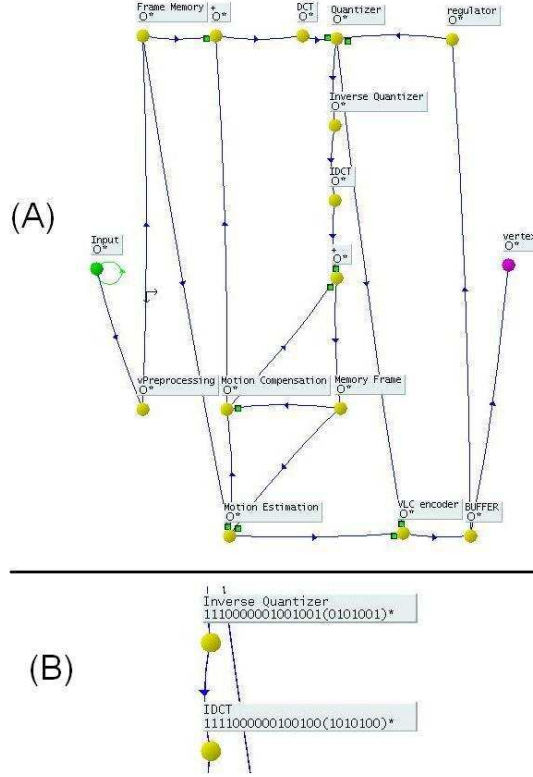 Frame Memory
O*
+
O*
DCT
O*
Quantizer
O*
regulator
O*
Inverse Quantizer
O*
IDCT
O*
(A)
Input
O*
+
O*
vertex
O*
vPreprocessing
O*
Motion Compensation
O*
Memory Frame
O*
Motion Estimation
O*
VLC encoder
O*
BUFFER
O*
(B)
Inverse Quantizer
1110000001001001(0101001)*
IDCT
1111000000100100(1010100)*